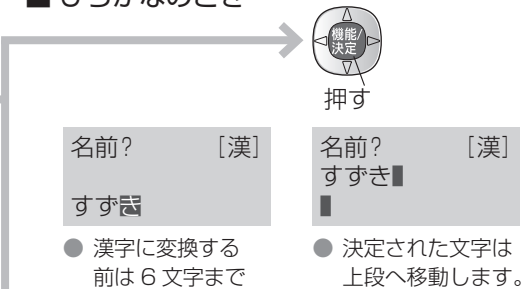 ■ ひらがなのとき
機能/
決定
押す
名前? [漢]
すずき
名前? [漢]
すずき
● 漢字に変換する
前は6文字まで
● 決定された文字は
上段へ移動します。